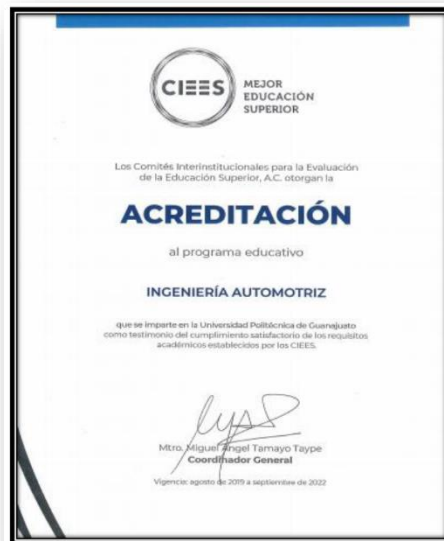 CIEES
MEJOR
EDUCACIÓN
SUPERIOR
Los Comités Interinstitucionales para la Evaluación
de la Educación Superior, A.C. otorgan la
ACREDITACIÓN
al programa educativo
INGENIERÍA AUTOMOTRIZ
que se imparte en la Universidad Politécnica de Guanajuato
como testimonio del cumplimiento satisfactorio de los requisitos
académicos establecidos por los CIEES.
Mtro. Miguel Ángel Tamayo Taype
Coordinador General
Vigencia: agosto de 2019 a septiembre de 2022